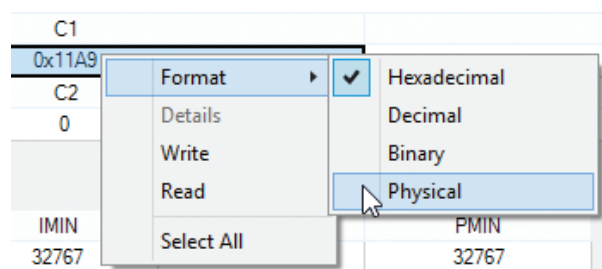 C1
0x11A9
Format Hexadecimal
C2
Details Decimal
0
Write Binary
Read Physical
IMIN PMIN
Select All
32767 32767